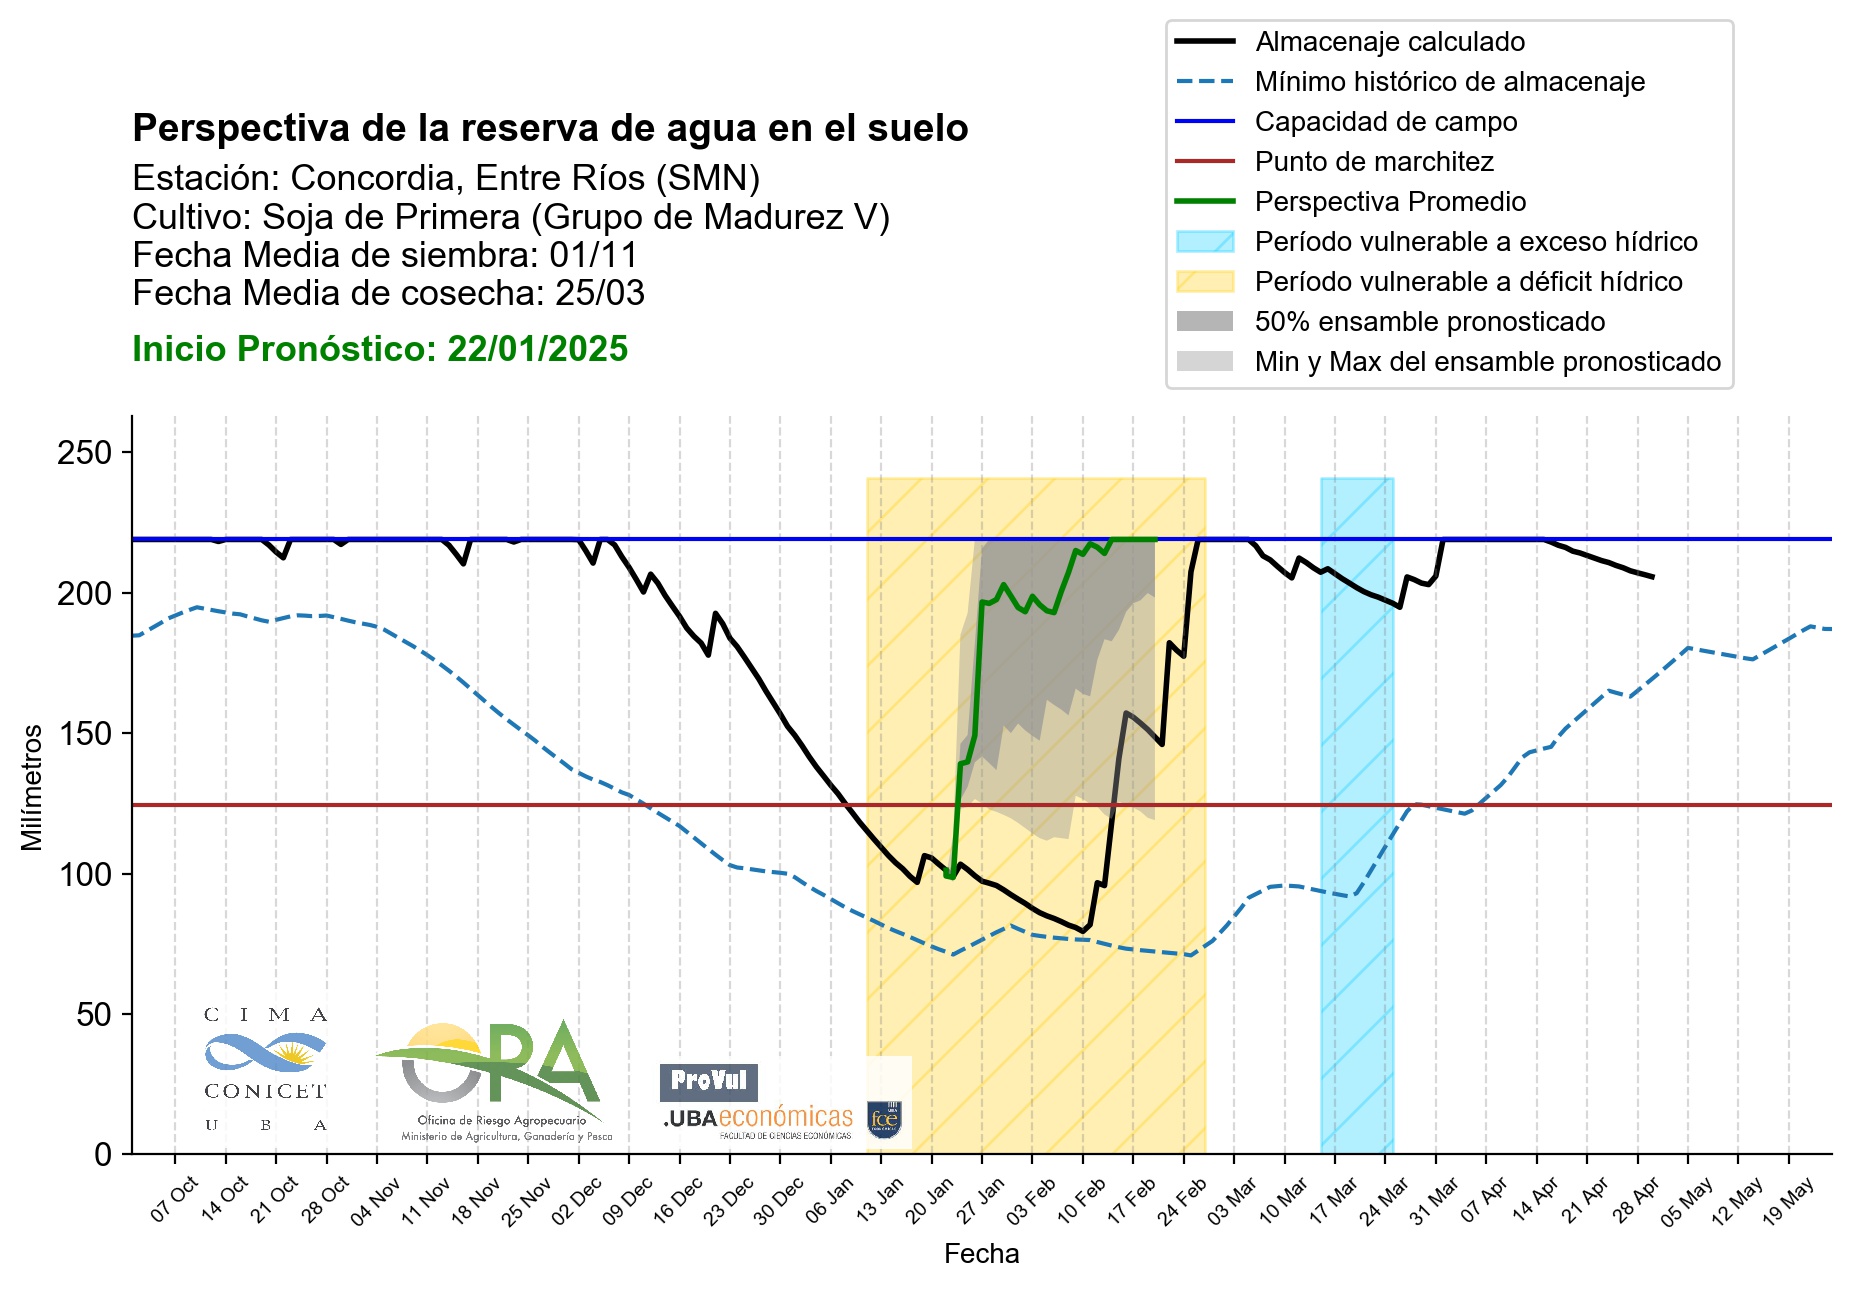 Almacenaje calculado
Mínimo histórico de almacenaje
Capacidad de campo
Punto de marchitez
Perspectiva Promedio
Período vulnerable a exceso hídrico
Período vulnerable a déficit hídrico
50% ensamble pronosticado
Min y Max del ensamble pronosticado
Perspectiva de la reserva de agua en el suelo
Estación: Concordia, Entre Ríos (SMN)
Cultivo: Soja de Primera (Grupo de Madurez V)
Fecha Media de siembra: 01/11
Fecha Media de cosecha: 25/03
Inicio Pronóstico: 22/01/2025
250
200
150
100
50
0
Milímetros
CIMA
CONICET
UBA
OPA
Oficina de Riesgo Agropecuario
Ministerio de Agricultura, Ganadería y Pesca
ProVul
.UBAeconómicas
FACULTAD DE CIENCIAS ECONÓMICAS
UBA
fce
07 Oct
14 Oct
21 Oct
28 Oct
04 Nov
11 Nov
18 Nov
25 Nov
02 Dec
09 Dec
16 Dec
23 Dec
30 Dec
06 Jan
13 Jan
20 Jan
27 Jan
03 Feb
10 Feb
17 Feb
24 Feb
03 Mar
10 Mar
17 Mar
24 Mar
31 Mar
07 Apr
14 Apr
21 Apr
28 Apr
05 May
12 May
19 May
Fecha